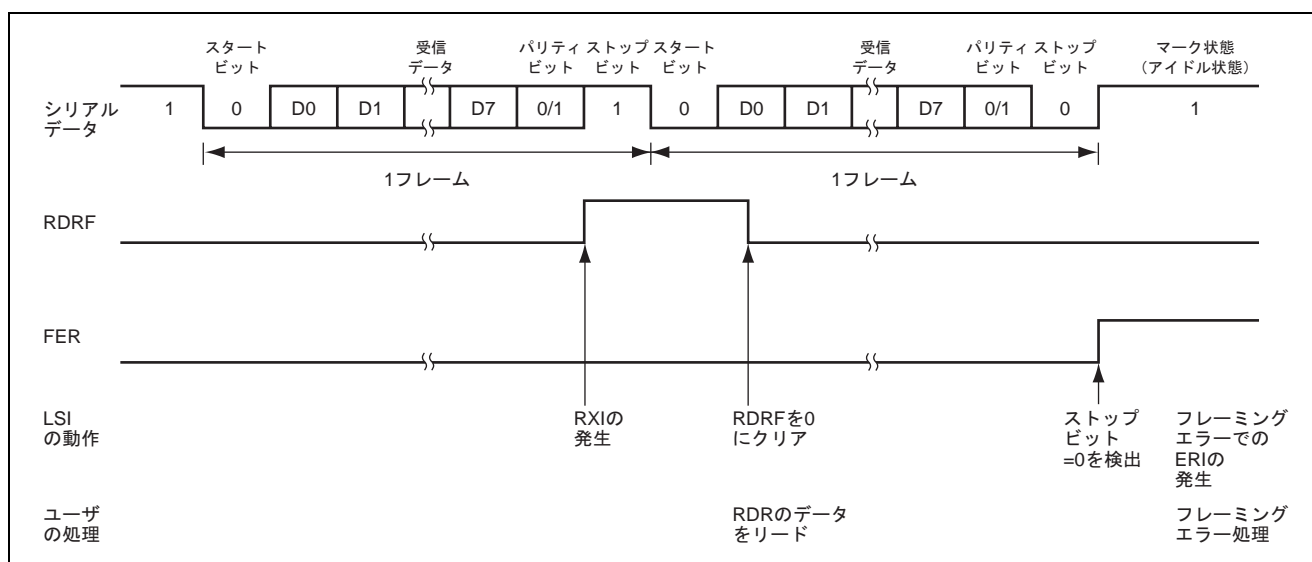 スタート 受信 パリティ ストップ スタート 受信 パリティ ストップ マーク状態
ビット データ ビット ビット ビット データ ビット ビット （アイドル状態）
シリアル
データ
1 0 D0 D1 D7 0/1 1 0 D0 D1 D7 0/1 0 1
1フレーム 1フレーム
RDRF
FER
LSI
の動作
RXIの
発生
RDRFを0
にクリア
ストップ
ビット
=0を検出
フレーミング
エラーでの
ERIの
発生
ユーザ
の処理
RDRのデータ
をリード
フレーミング
エラー処理